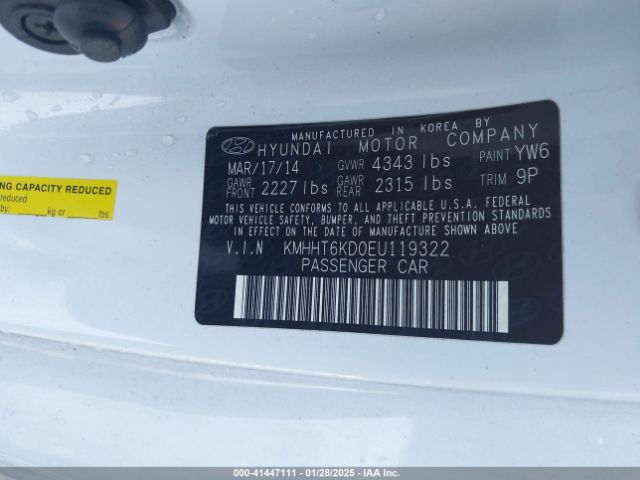 MANUFACTURED IN KOREA BY
HYUNDAI MOTOR COMPANY
MAR/17/14 GVWR 4343 lbs PAINT YW6
GAWR FRONT 2227 lbs GAWR REAR 2315 lbs TRIM 9P
THIS VEHICLE CONFORMS TO ALL APPLICABLE U.S.A. FEDERAL
MOTOR VEHICLE SAFETY, BUMPER, AND THEFT PREVENTION STANDARDS
IN EFFECT ON THE DATE OF MANUFACTURE SHOWN ABOVE
V.I.N KMHHT6KD0EU119322
PASSENGER CAR
NG CAPACITY REDUCED
reduced
by: kg or lbs
00-41447111 — 01/28/2025 - IAA Inc.